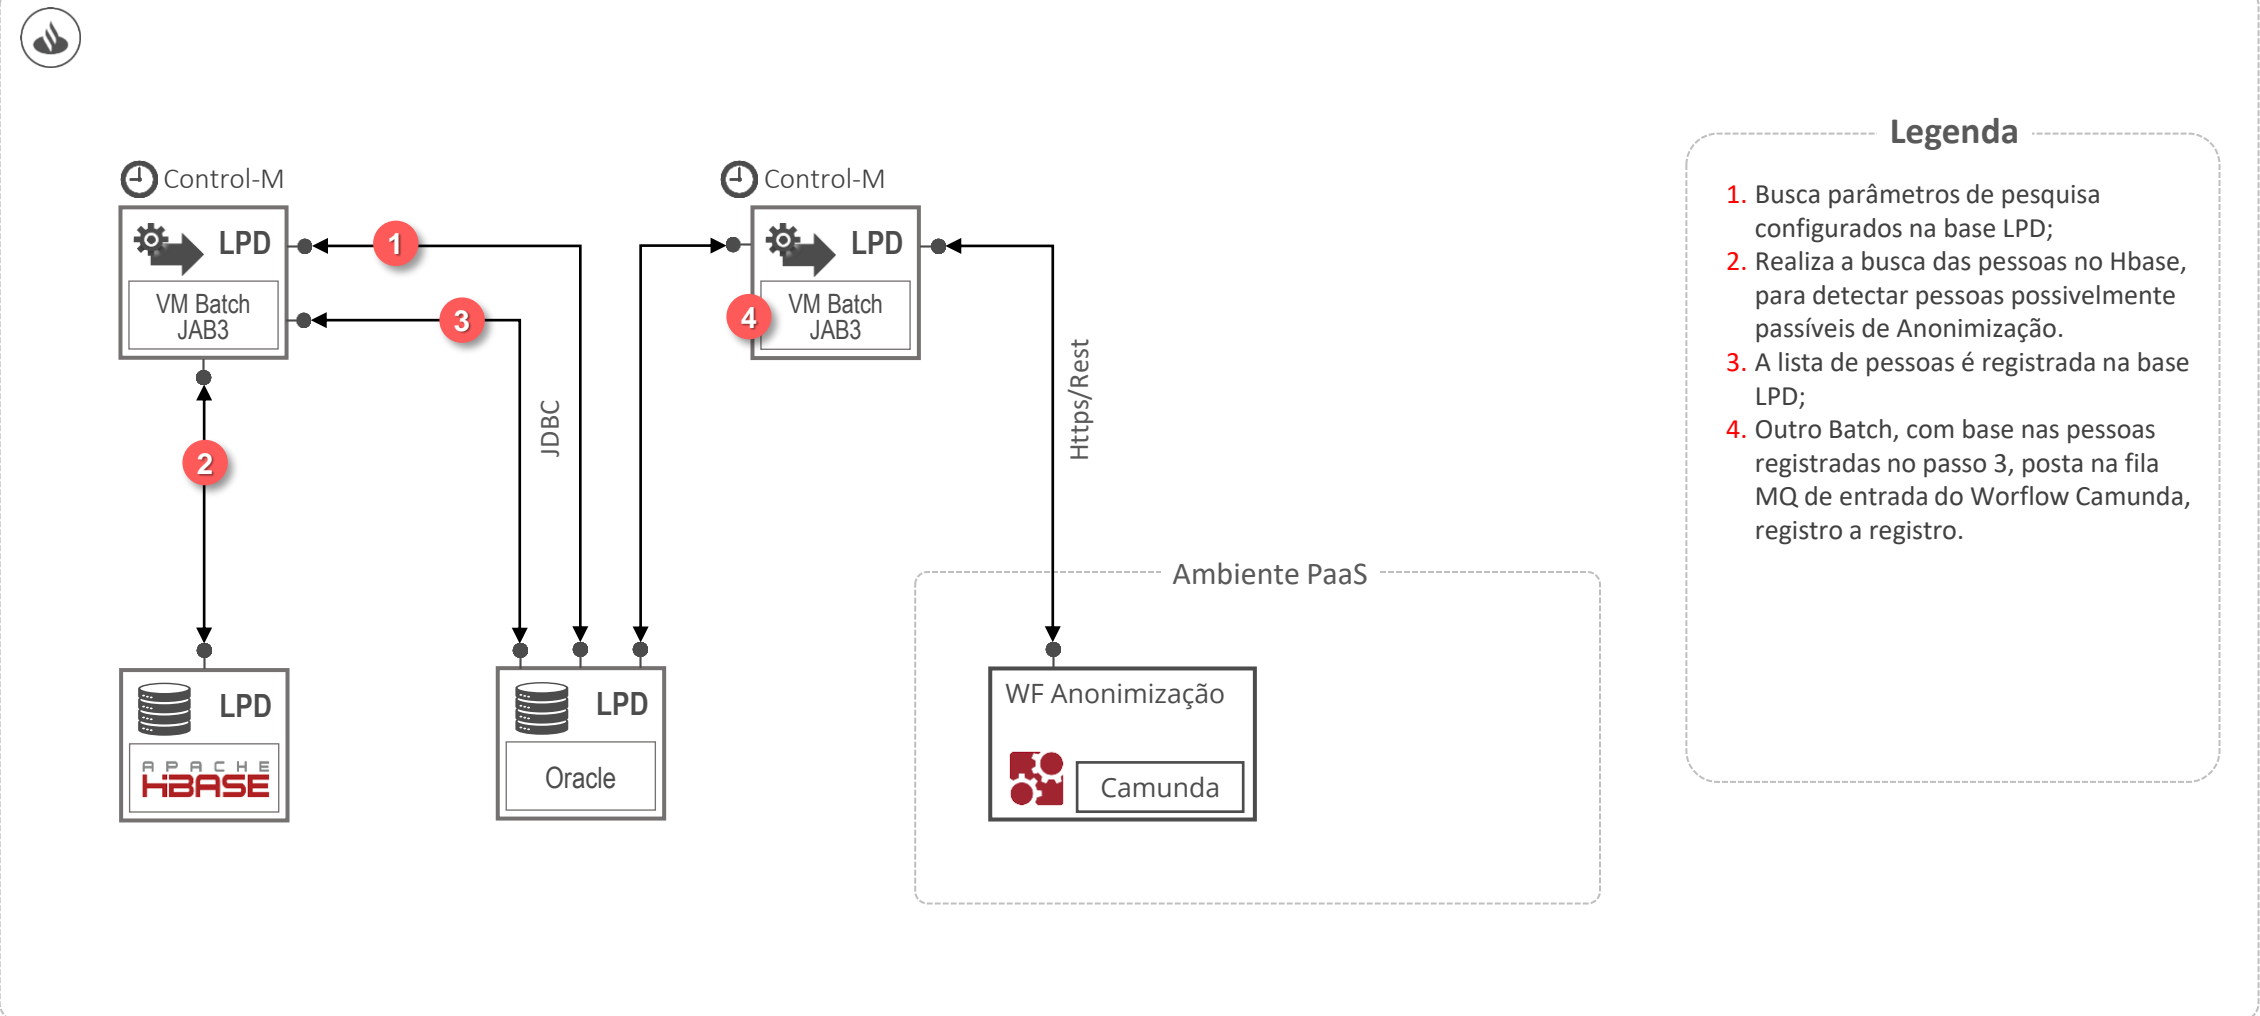 Control-M
LPD
VM Batch
JAB3
1
3
2
JDBC
LPD
APACHE
HBASE
LPD
Oracle
Control-M
LPD
VM Batch
JAB3
4
Https/Rest
Ambiente PaaS
WF Anonimização
Camunda
Legenda
1. Busca parâmetros de pesquisa
configurados na base LPD;
2. Realiza a busca das pessoas no Hbase,
para detectar pessoas possivelmente
passíveis de Anonimização.
3. A lista de pessoas é registrada na base
LPD;
4. Outro Batch, com base nas pessoas
registradas no passo 3, posta na fila
MQ de entrada do Worflow Camunda,
registro a registro.